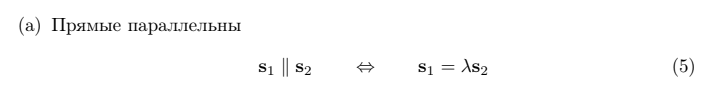 (a) Прямые параллельны
s₁ ∥ s₂ ⇔ s₁ = λs₂ (5)